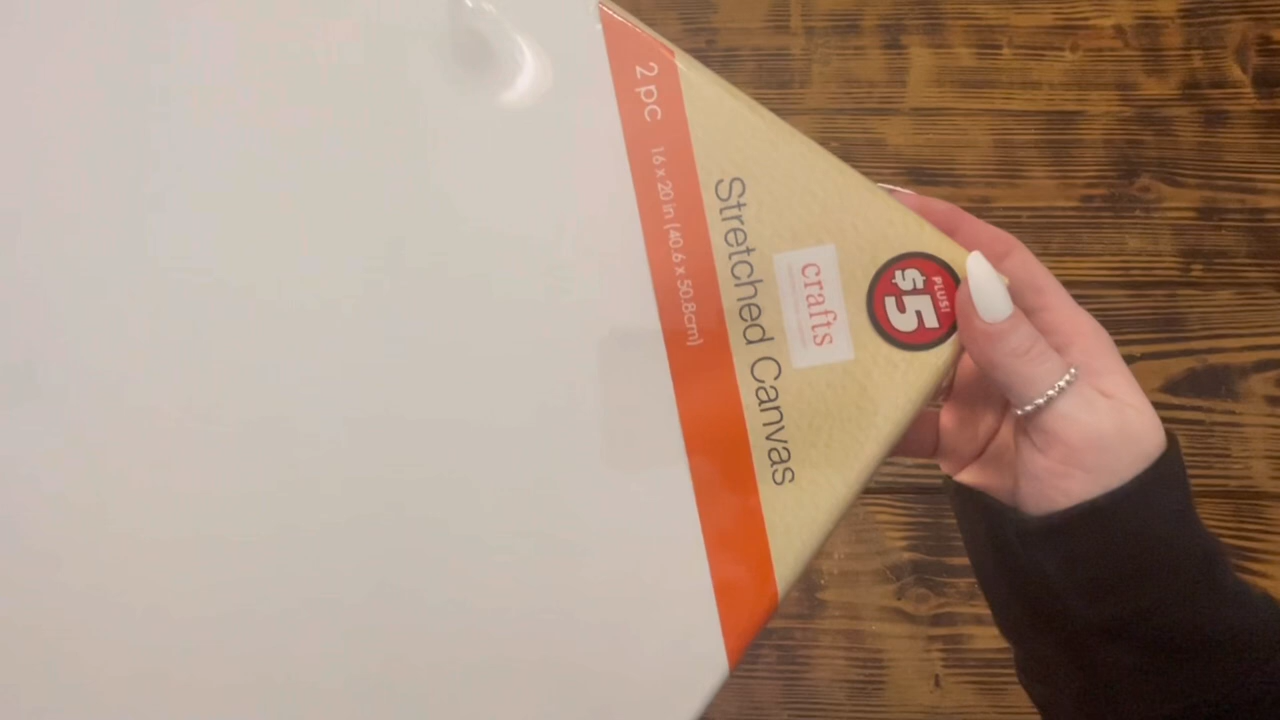 2 pc 16 x 20 in (40.6 x 50.8cm)
Stretched Canvas
crafts
PLUS!
$5